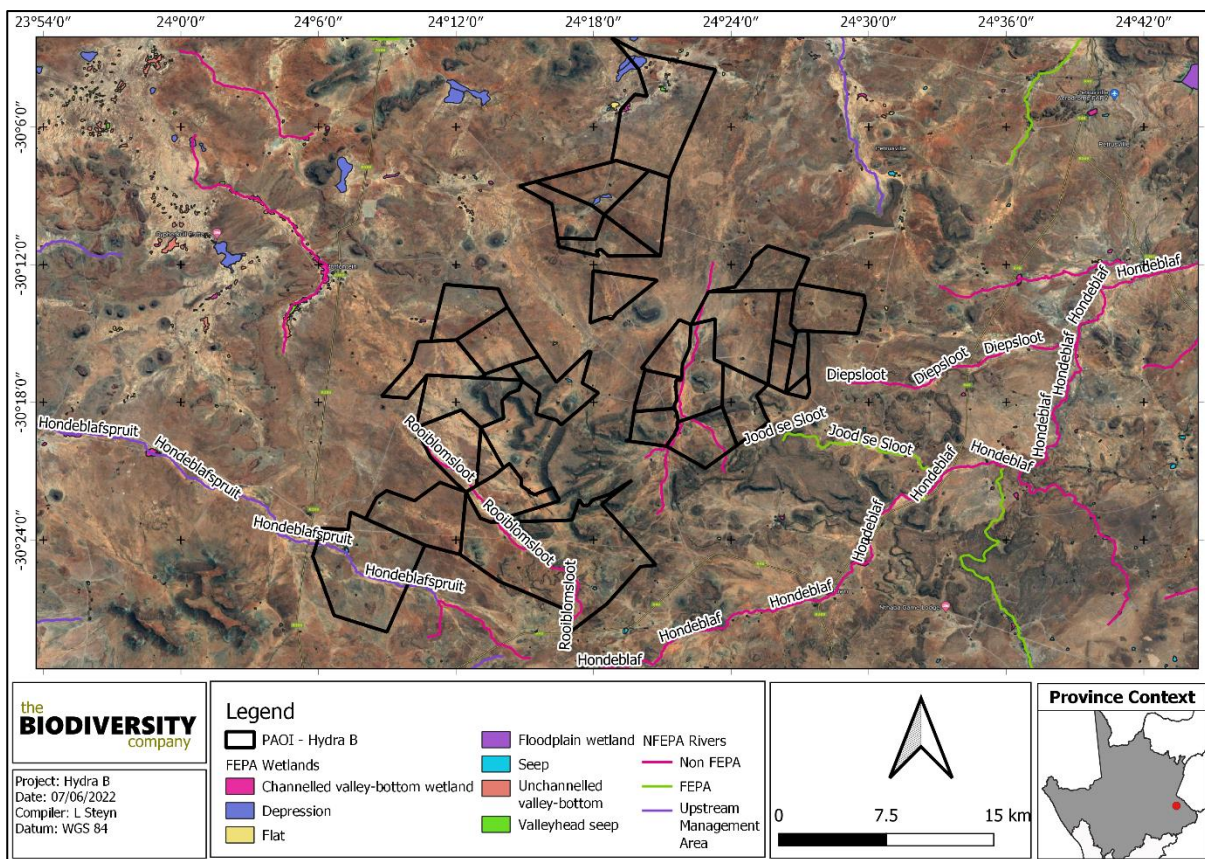 23°54′0″ 24°0′0″ 24°6′0″ 24°12′0″ 24°18′0″ 24°24′0″ 24°30′0″ 24°36′0″ 24°42′0″
-30°6′0″
-30°12′0″
-30°18′0″
-30°24′0″
Petrusville
Hondeblaf
Hondeblaf
Hondeblaf
Hondeblaf
Hondeblaf
Diepsloot
Diepsloot
Diepsloot
Jood se Sloot
Jood se Sloot
Hondeblaf
Hondeblaf
Hondeblaf
Hondeblaf
Hondeblaf
Hondeblaf
Hondeblafspruit
Hondeblafspruit
Hondeblafspruit
Hondeblafspruit
Rooiblomsloot
Rooiblomsloot
Rooiblomsloot
the
BIODIVERSITY
company
Project: Hydra B
Date: 07/06/2022
Compiler: L Steyn
Datum: WGS 84
Legend
PAOI - Hydra B
FEPA Wetlands
Channelled valley-bottom wetland
Depression
Flat
Floodplain wetland
Seep
Unchannelled
valley-bottom
Valleyhead seep
NFEPA Rivers
Non FEPA
FEPA
Upstream
Management
Area
0 7.5 15 km
Province Context